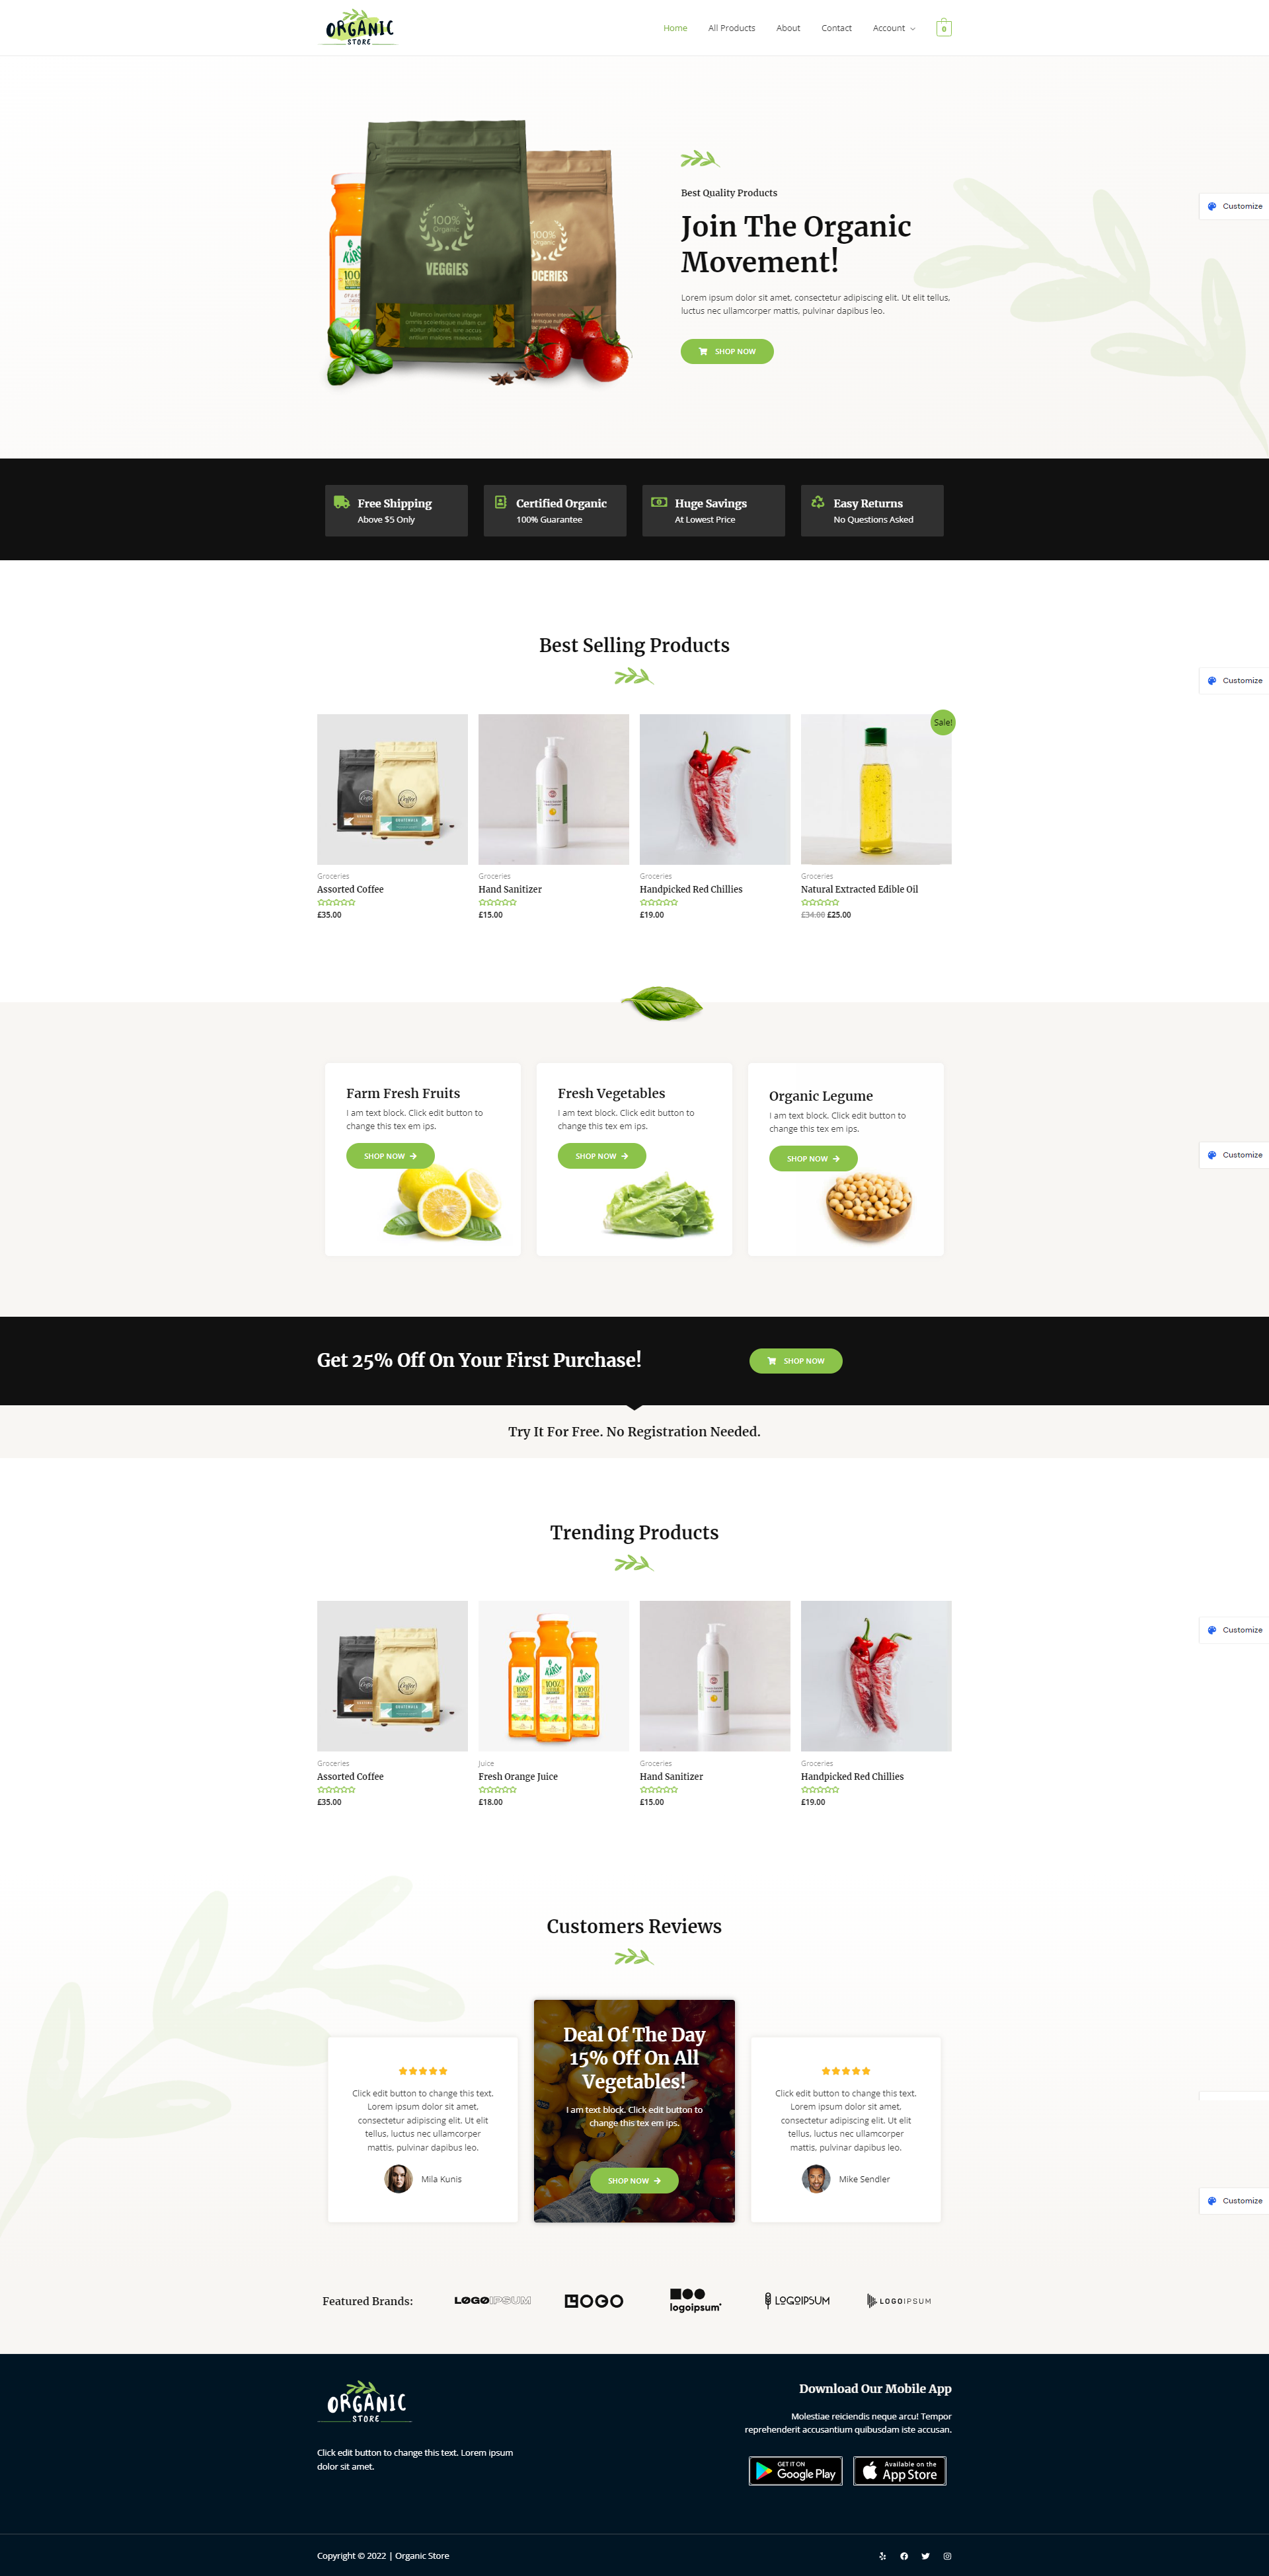 ORGANIC
STORE
Home
All Products
About
Contact
Account
0
100%
Organic
VEGGIES
Best Quality Products
Join The Organic
Movement!
Lorem ipsum dolor sit amet, consectetur adipiscing elit. Ut elit tellus,
luctus nec ullamcorper mattis, pulvinar dapibus leo.
SHOP NOW
Customize
Free Shipping
Above $5 Only
Certified Organic
100% Guarantee
Huge Savings
At Lowest Price
Easy Returns
No Questions Asked
Best Selling Products
Customize
Sale!
Groceries
Assorted Coffee
£35.00
Groceries
Hand Sanitizer
£15.00
Groceries
Handpicked Red Chillies
£19.00
Groceries
Natural Extracted Edible Oil
£34.00 £25.00
Farm Fresh Fruits
I am text block. Click edit button to
change this tex em ips.
SHOP NOW
Fresh Vegetables
I am text block. Click edit button to
change this tex em ips.
SHOP NOW
Organic Legume
I am text block. Click edit button to
change this tex em ips.
SHOP NOW
Customize
Get 25% Off On Your First Purchase!
SHOP NOW
Try It For Free. No Registration Needed.
Trending Products
Customize
Groceries
Assorted Coffee
£35.00
Juice
Fresh Orange Juice
£18.00
Groceries
Hand Sanitizer
£15.00
Groceries
Handpicked Red Chillies
£19.00
Customers Reviews
Click edit button to change this text.
Lorem ipsum dolor sit amet,
consectetur adipiscing elit. Ut elit
tellus, luctus nec ullamcorper
mattis, pulvinar dapibus leo.
Mila Kunis
Deal Of The Day
15% Off On All
Vegetables!
I am text block. Click edit button to
change this tex em ips.
SHOP NOW
Click edit button to change this text.
Lorem ipsum dolor sit amet,
consectetur adipiscing elit. Ut elit
tellus, luctus nec ullamcorper
mattis, pulvinar dapibus leo.
Mike Sendler
Customize
Featured Brands:
LOGOIPSUM
LOGO
logoipsum
LOGOIPSUM
LOGOIPSUM
ORGANIC
STORE
Click edit button to change this text. Lorem ipsum
dolor sit amet.
Download Our Mobile App
Molestiae reiciendis neque arcu! Tempor
reprehenderit accusantium quibusdam iste accusan.
GET IT ON
Google Play
Available on the
App Store
Copyright © 2022 | Organic Store